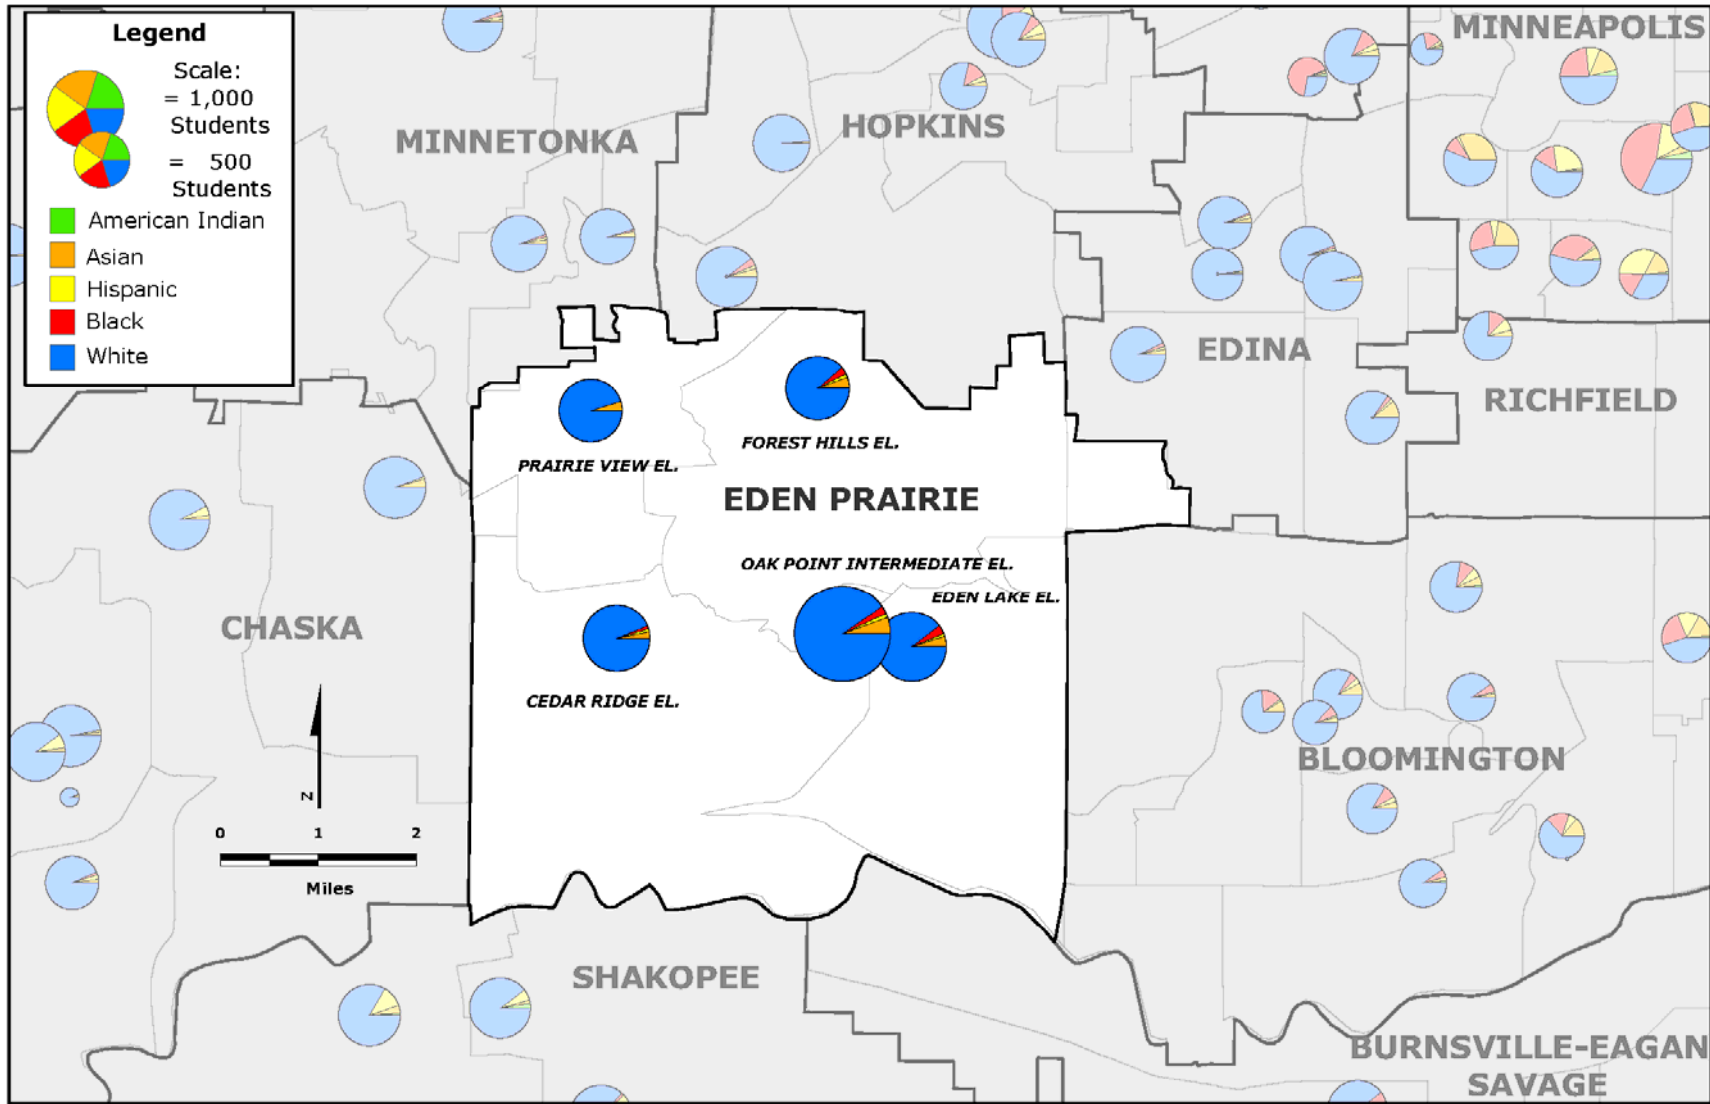 Legend
Scale:
= 1,000
Students
= 500
Students
American Indian
Asian
Hispanic
Black
White
MINNEAPOLIS
MINNETONKA
HOPKINS
EDINA
RICHFIELD
FOREST HILLS EL.
PRAIRIE VIEW EL.
EDEN PRAIRIE
OAK POINT INTERMEDIATE EL.
EDEN LAKE EL.
CHASKA
CEDAR RIDGE EL.
BLOOMINGTON
N
0 1 2
Miles
SHAKOPEE
BURNSVILLE-EAGAN
SAVAGE